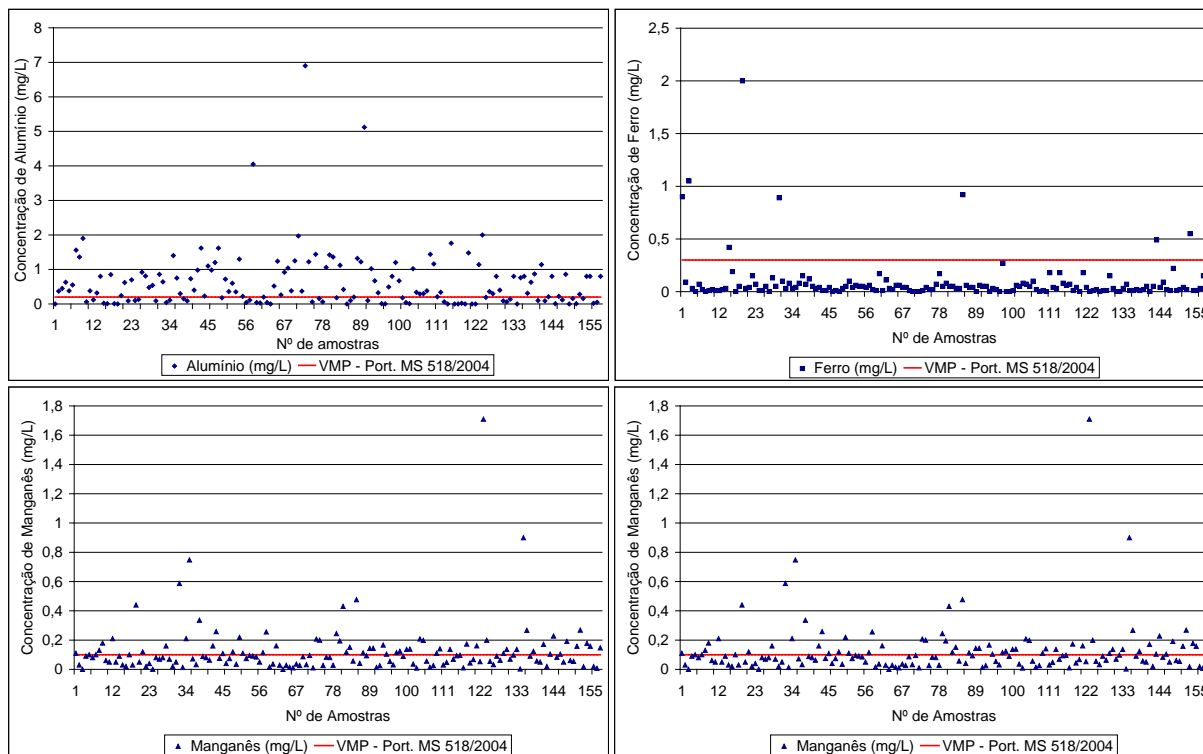 Concentração de Alumínio (mg/L)
8
7
6
5
4
3
2
1
0
1 12 23 34 45 56 67 78 89 100 111 122 133 144 155
Nº de amostras
Alumínio (mg/L) VMP - Port. MS 518/2004
Concentração de Ferro (mg/L)
2,5
2
1,5
1
0,5
0
1 12 23 34 45 56 67 78 89 100 111 122 133 144 155
Nº de Amostras
Ferro (mg/L) VMP - Port. MS 518/2004
Concentração de Manganês (mg/L)
1,8
1,6
1,4
1,2
1
0,8
0,6
0,4
0,2
0
1 12 23 34 45 56 67 78 89 100 111 122 133 144 155
Nº de Amostras
Manganês (mg/L) VMP - Port. MS 518/2004
Concentração de Manganês (mg/L)
1,8
1,6
1,4
1,2
1
0,8
0,6
0,4
0,2
0
1 12 23 34 45 56 67 78 89 100 111 122 133 144 155
Nº de Amostras
Manganês (mg/L) VMP - Port. MS 518/2004